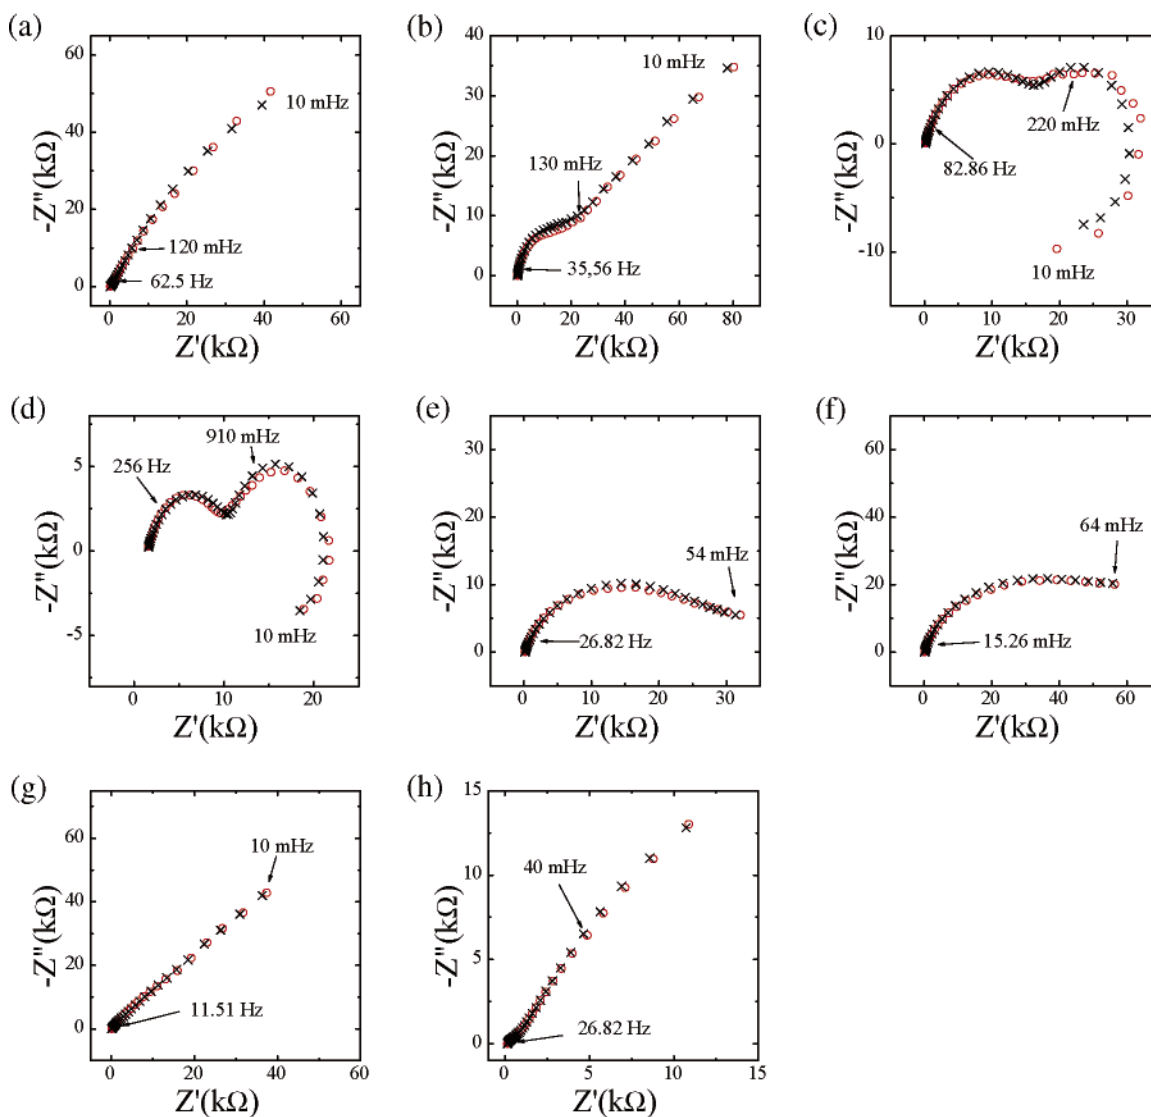 (a)
60
40
20
0
-Z''(kΩ)
10 mHz
120 mHz
62.5 Hz
0 20 40 60
Z'(kΩ)
(b)
40
30
20
10
0
-Z''(kΩ)
10 mHz
130 mHz
35,56 Hz
0 20 40 60 80
Z'(kΩ)
(c)
10
0
-10
-Z''(kΩ)
220 mHz
82.86 Hz
10 mHz
0 10 20 30
Z'(kΩ)
(d)
5
0
-5
-Z''(kΩ)
910 mHz
256 Hz
10 mHz
0 10 20
Z'(kΩ)
(e)
30
20
10
0
-Z''(kΩ)
54 mHz
26.82 Hz
0 10 20 30
Z'(kΩ)
(f)
60
40
20
0
-Z''(kΩ)
64 mHz
15.26 mHz
0 20 40 60
Z'(kΩ)
(g)
60
40
20
0
-Z''(kΩ)
10 mHz
11.51 Hz
0 20 40 60
Z'(kΩ)
(h)
15
10
5
0
-Z''(kΩ)
40 mHz
26.82 Hz
0 5 10 15
Z'(kΩ)